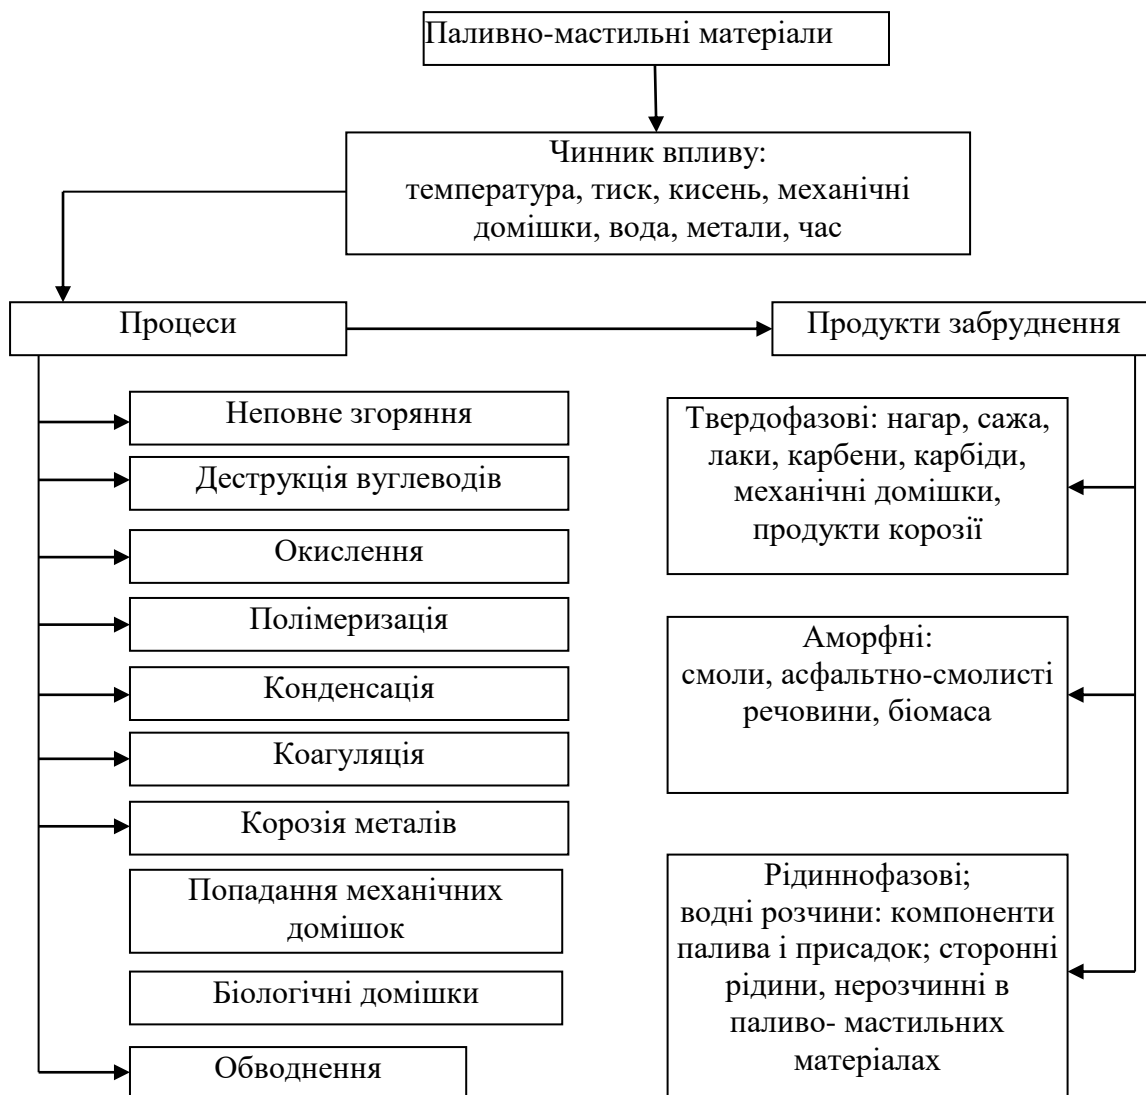 Паливно-мастильні матеріали
Чинник впливу:
температура, тиск, кисень, механічні
домішки, вода, метали, час
Процеси
Продукти забруднення
Неповне згоряння
Деструкція вуглеводів
Окислення
Полімеризація
Конденсація
Коагуляція
Корозія металів
Попадання механічних
домішок
Біологічні домішки
Обводнення
Твердофазові: нагар, сажа,
лаки, карбени, карбіди,
механічні домішки,
продукти корозії
Аморфні:
смоли, асфальтно-смолисті
речовини, біомаса
Рідиннофазові;
водні розчини: компоненти
палива і присадок; сторонні
рідини, нерозчинні в
паливо- мастильних
матеріалах